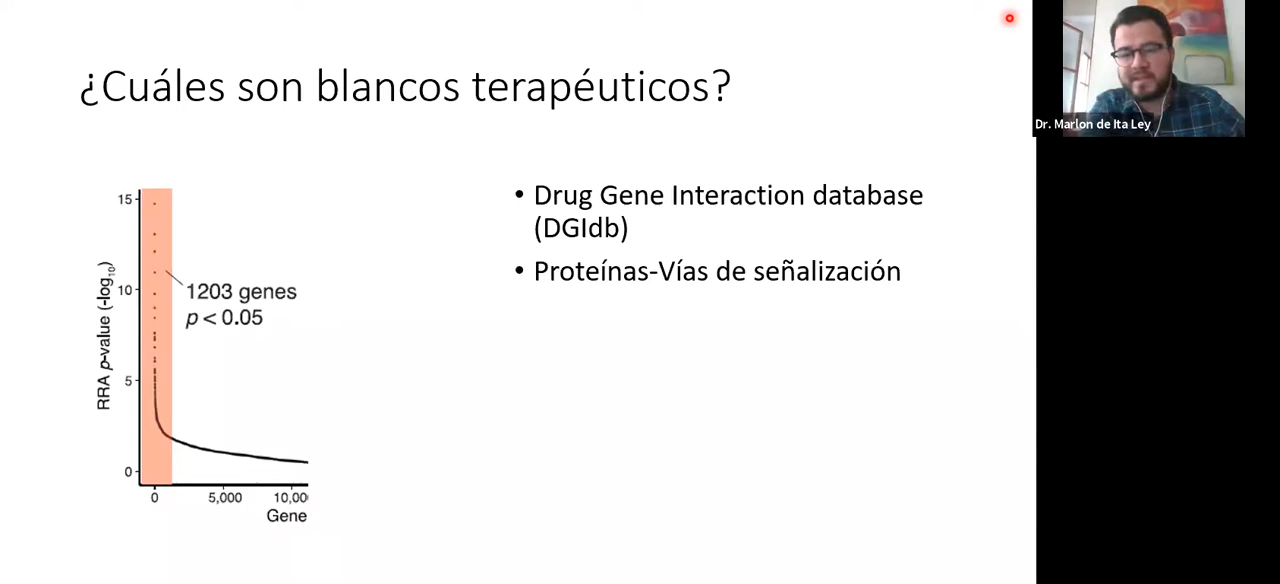 ¿Cuáles son blancos terapéuticos?
Dr. Marlon de Ita Ley
• Drug Gene Interaction database
(DGIdb)
• Proteínas-Vías de señalización
RRA p-value (-log10)
15
10
5
0
1203 genes
p < 0.05
0
5,000
10,00
Gene